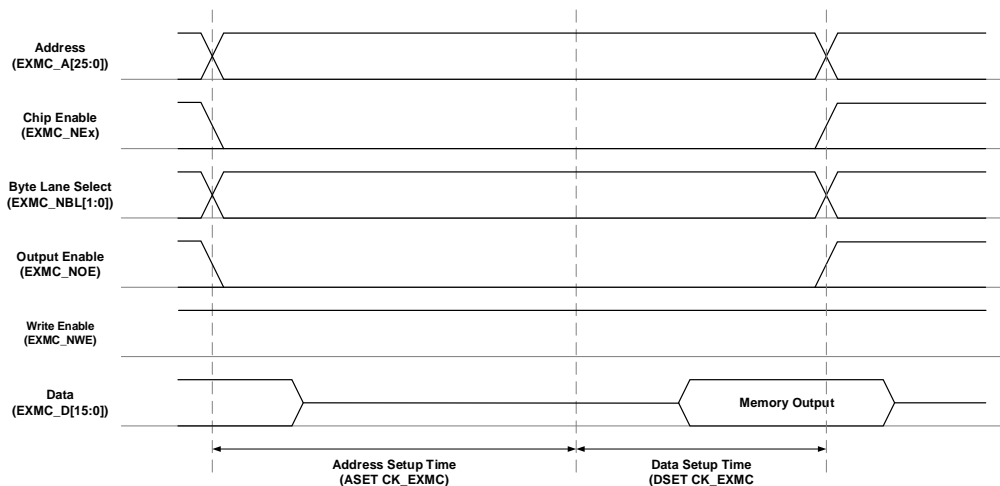 Address
(EXMC_A[25:0])
Chip Enable
(EXMC_NEx)
Byte Lane Select
(EXMC_NBL[1:0])
Output Enable
(EXMC_NOE)
Write Enable
(EXMC_NWE)
Data
(EXMC_D[15:0])
Memory Output
Address Setup Time
(ASET CK_EXMC)
Data Setup Time
(DSET CK_EXMC